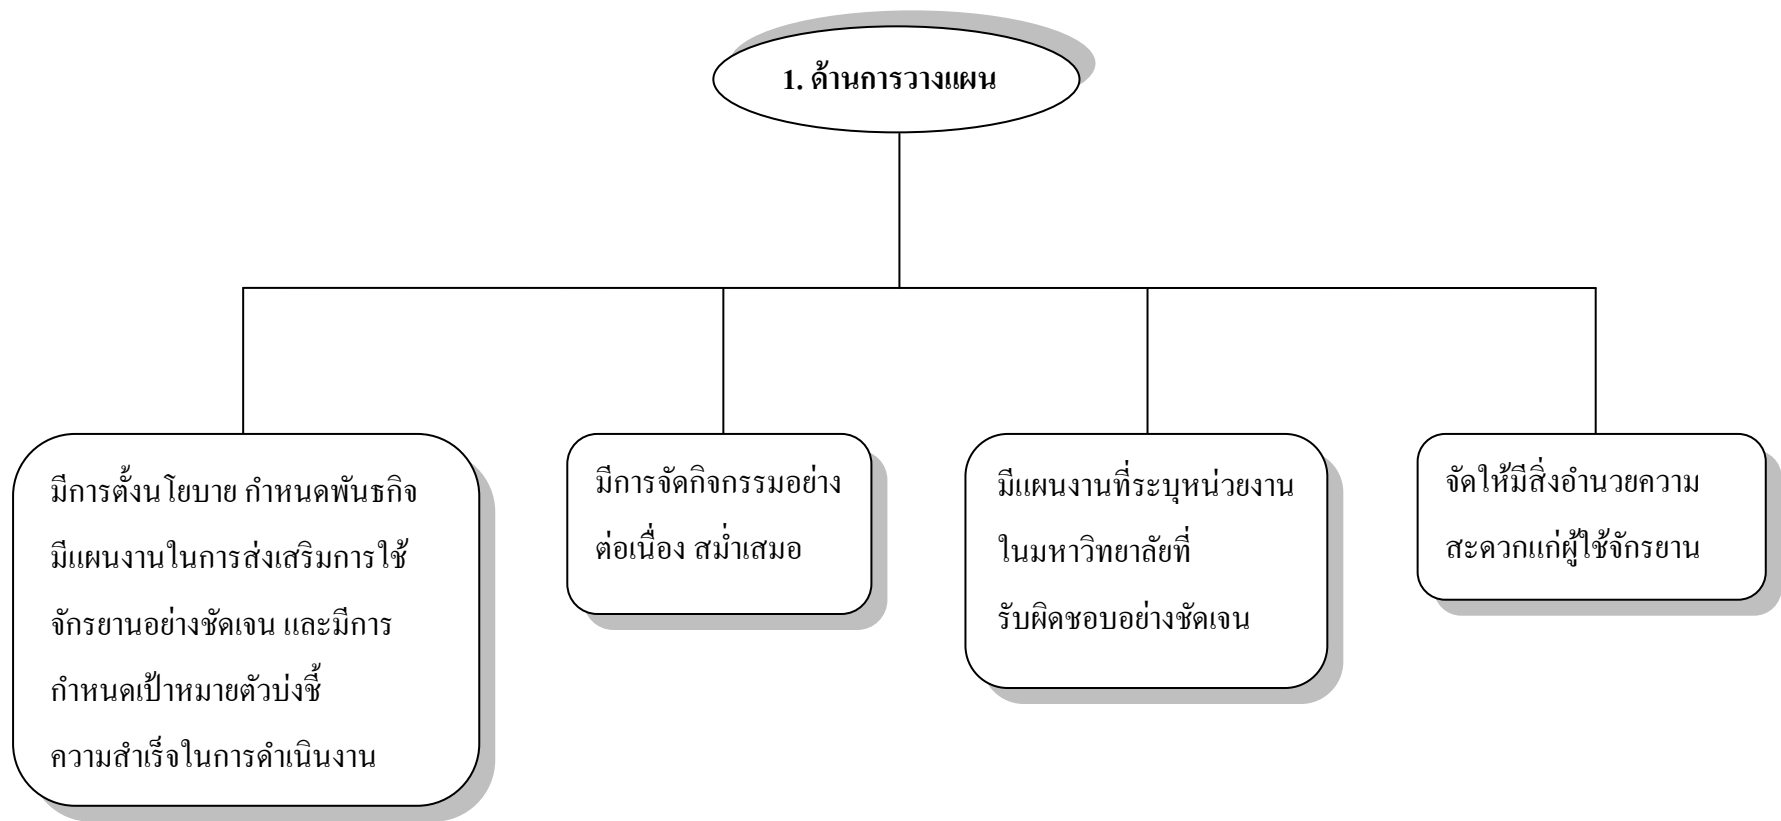 1. ด้านการวางแผน
มีการตั้งนโยบาย กำหนดพันธกิจ
มีแผนงานในการส่งเสริมการใช้
จักรยานอย่างชัดเจน และมีการ
กำหนดเป้าหมายตัวบ่งชี้
ความสำเร็จในการดำเนินงาน
มีการจัดกิจกรรมอย่าง
ต่อเนื่อง สม่ำเสมอ
มีแผนงานที่ระบุหน่วยงาน
ในมหาวิทยาลัยที่
รับผิดชอบอย่างชัดเจน
จัดให้มีสิ่งอำนวยความ
สะดวกแก่ผู้ใช้จักรยาน